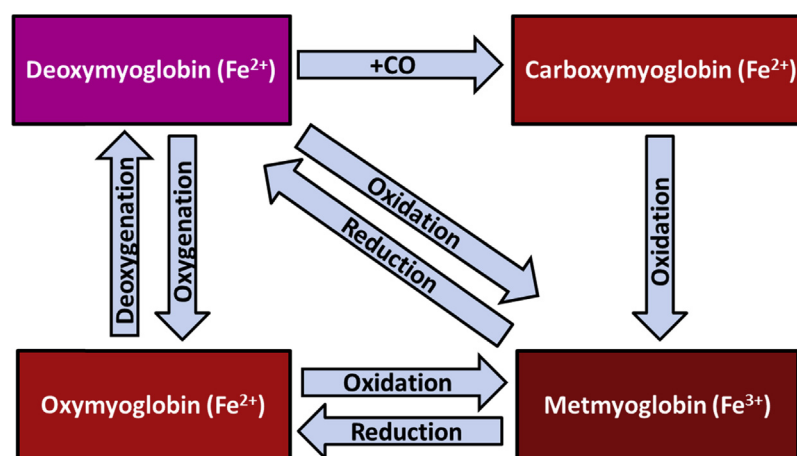 Deoxymyoglobin (Fe²⁺)
+CO
Carboxymyoglobin (Fe²⁺)
Deoxygenation
Oxygenation
Oxidation
Reduction
Oxidation
Oxymyoglobin (Fe²⁺)
Oxidation
Reduction
Metmyoglobin (Fe³⁺)